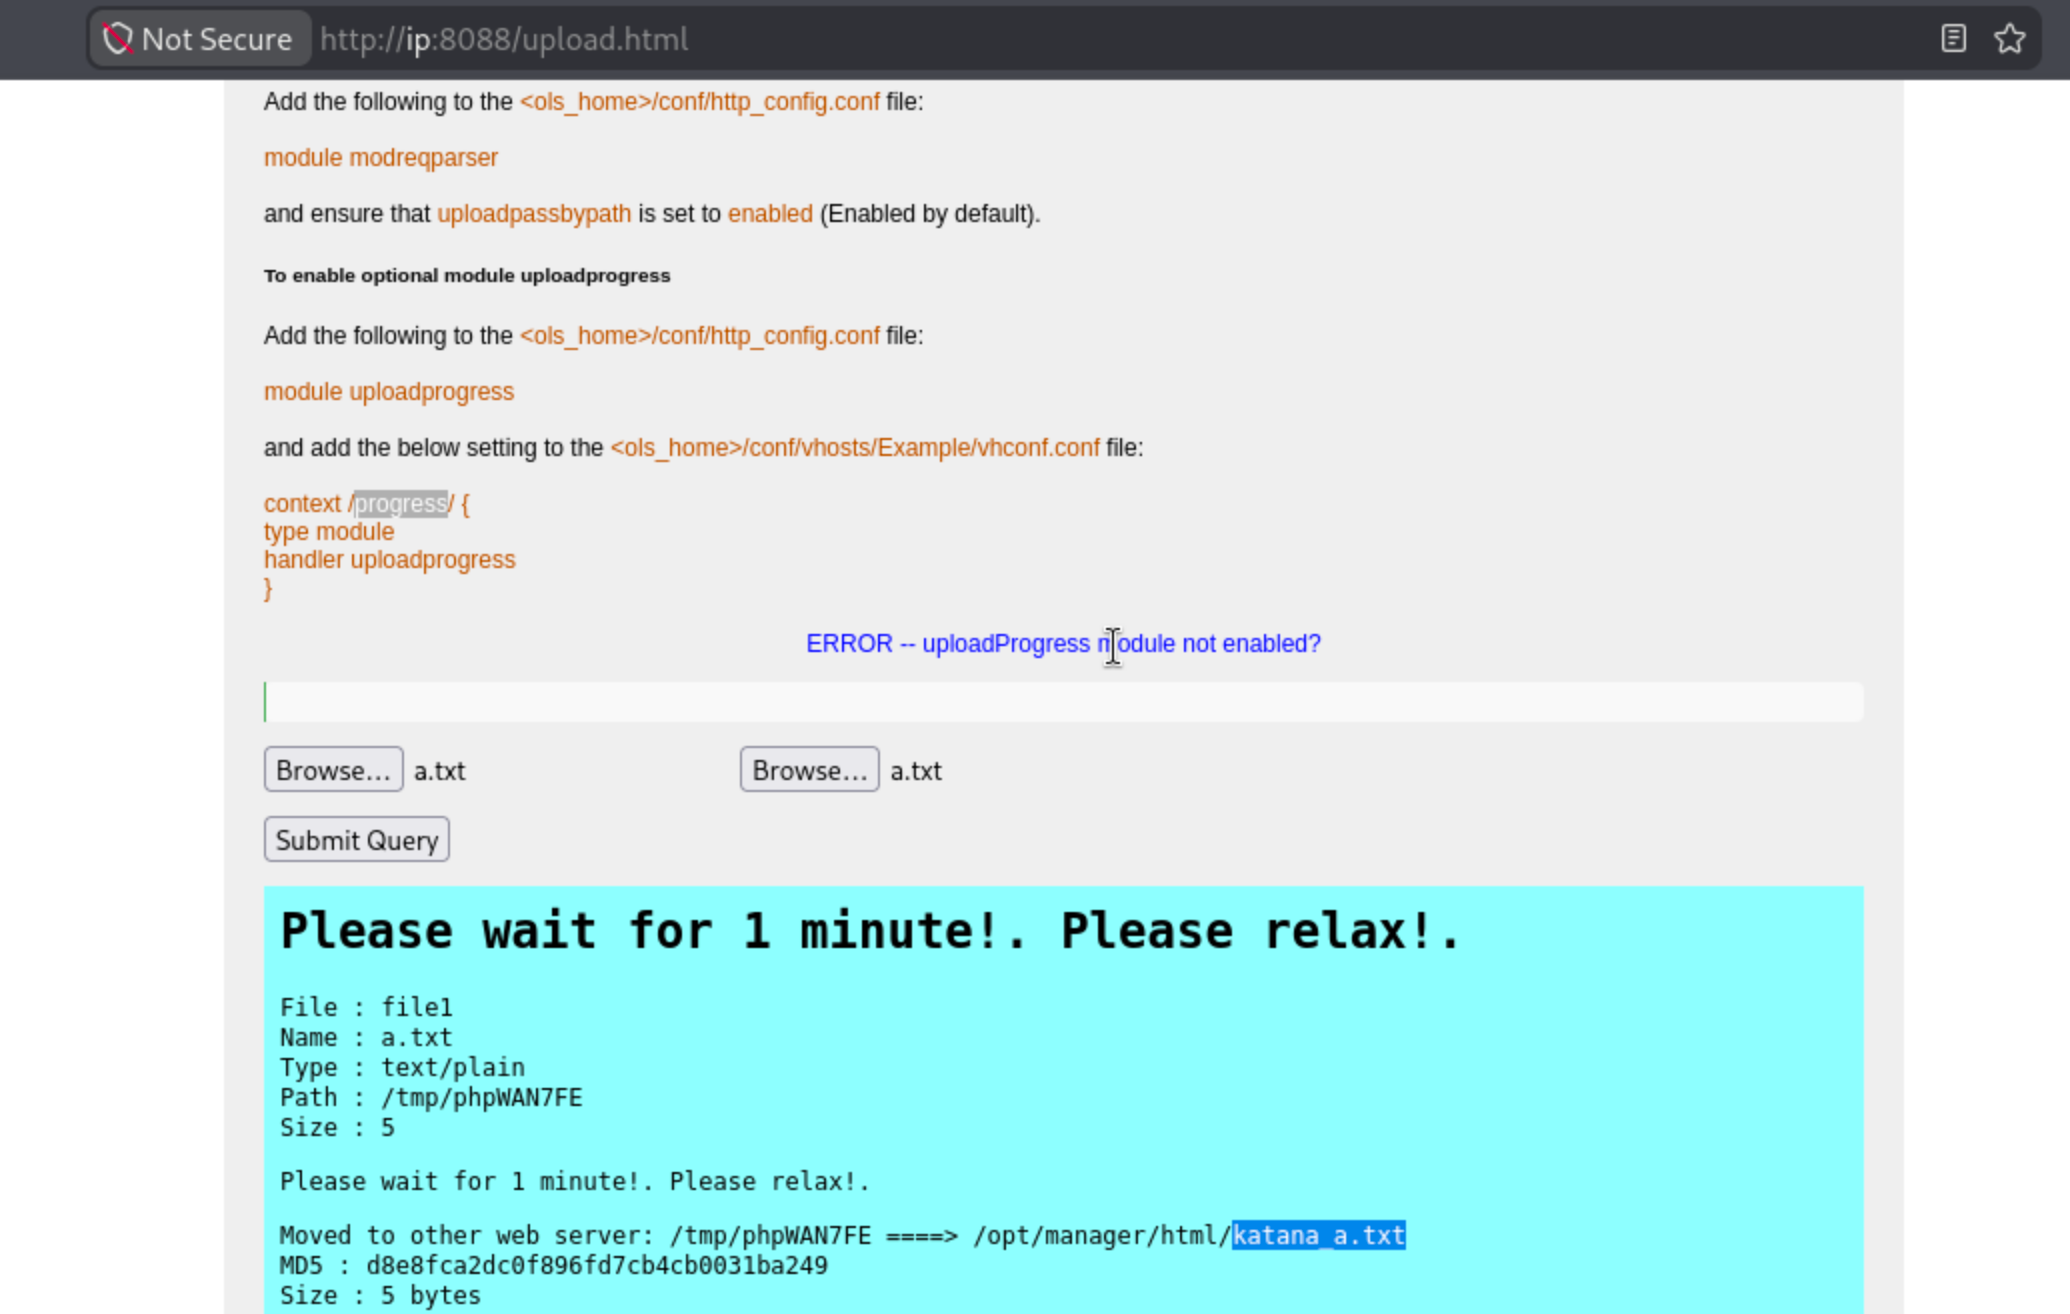 Not Secure http://ip:8088/upload.html
Add the following to the <ols_home>/conf/http_config.conf file:
module modreqparser
and ensure that uploadpassbypath is set to enabled (Enabled by default).
To enable optional module uploadprogress
Add the following to the <ols_home>/conf/http_config.conf file:
module uploadprogress
and add the below setting to the <ols_home>/conf/vhosts/Example/vhconf.conf file:
context /progress/ {
type module
handler uploadprogress
}
ERROR -- uploadProgress module not enabled?
Browse... a.txt Browse... a.txt
Submit Query
Please wait for 1 minute!. Please relax!.
File : file1
Name : a.txt
Type : text/plain
Path : /tmp/phpWAN7FE
Size : 5
Please wait for 1 minute!. Please relax!.
Moved to other web server: /tmp/phpWAN7FE ====> /opt/manager/html/katana_a.txt
MD5 : d8e8fca2dc0f896fd7cb4cb0031ba249
Size : 5 bytes